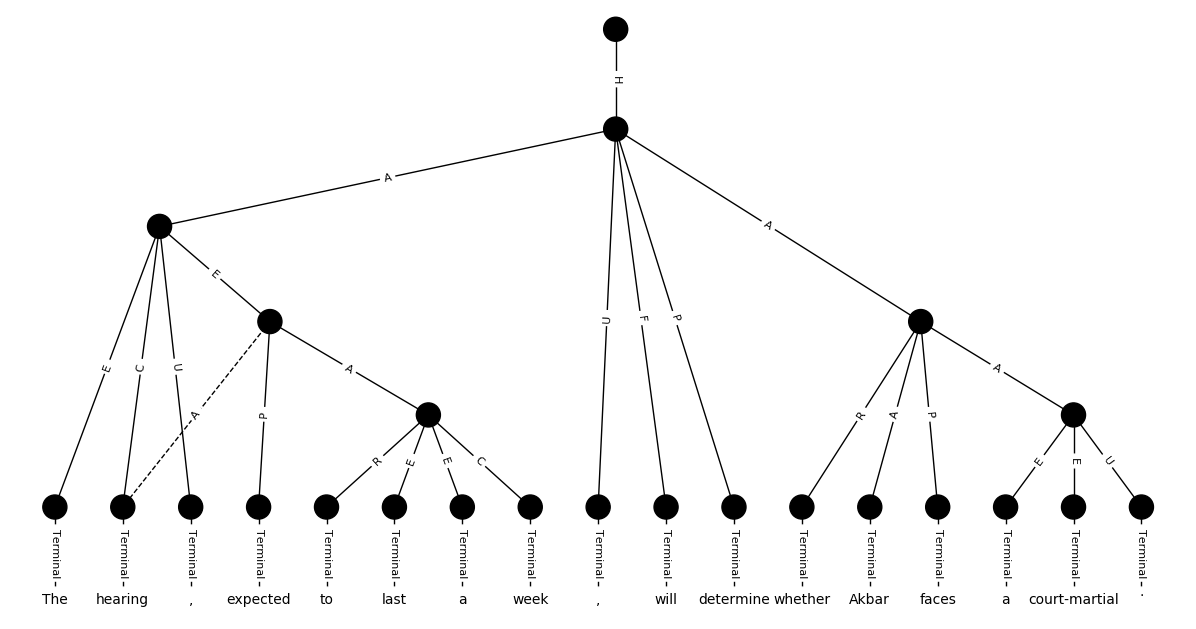 H
A
A
E
U
F
P
E
C
U
A
A
P
R
A
P
A
R
E
E
C
E
E
U
Terminal Terminal Terminal Terminal Terminal Terminal Terminal Terminal Terminal Terminal Terminal Terminal Terminal Terminal Terminal Terminal Terminal
The hearing , expected to last a week , will determine whether Akbar faces a court-martial .